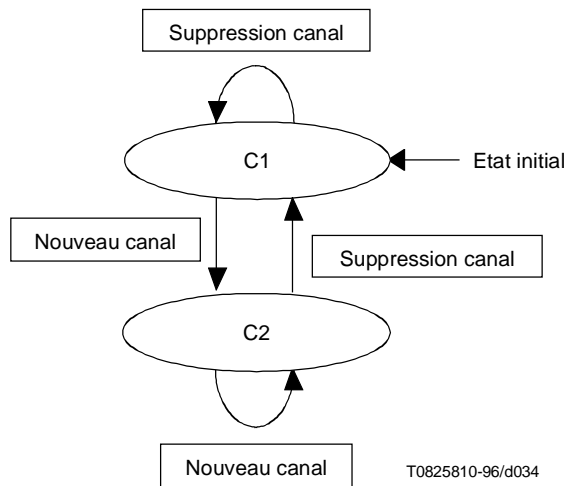 Suppression canal
C1
Etat initial
Nouveau canal
Suppression canal
C2
Nouveau canal
T0825810-96/d034